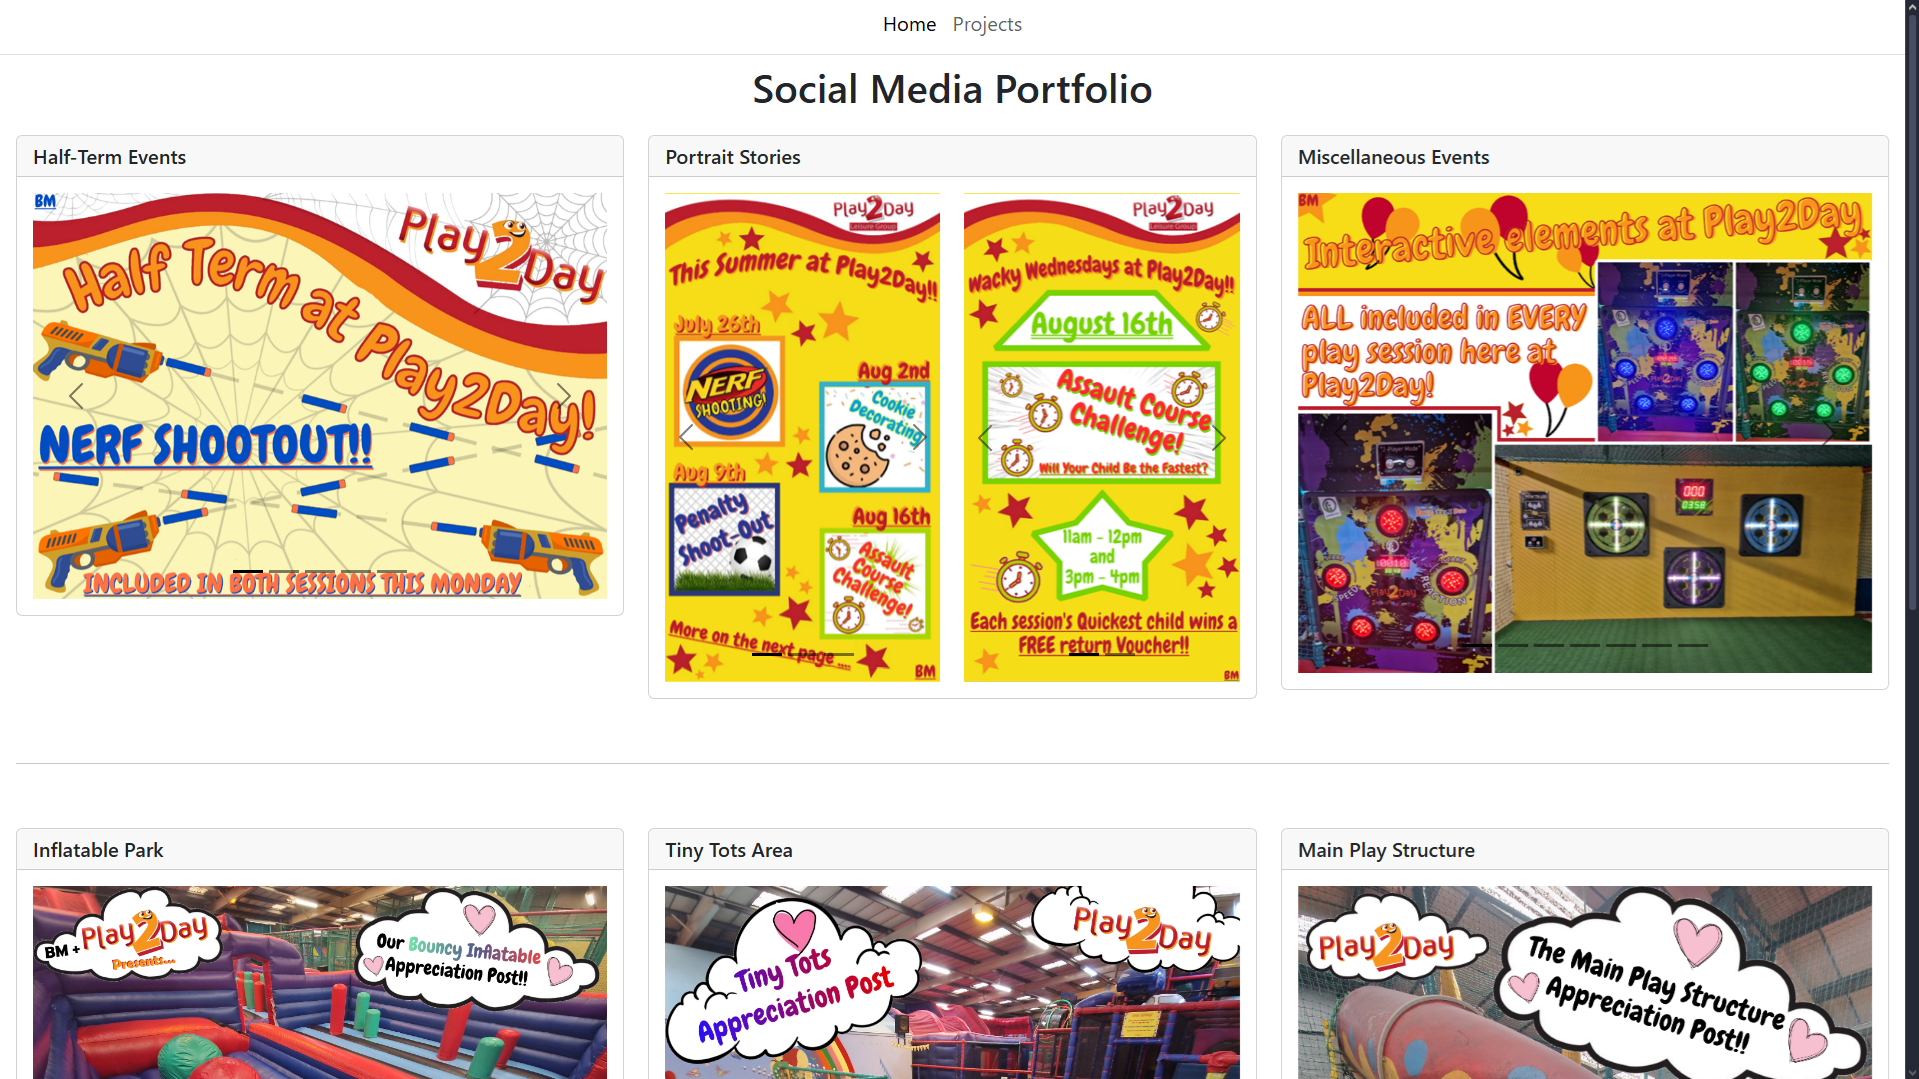 Home Projects
Social Media Portfolio
Half-Term Events
BM
Play2Day
Half Term at Play2Day!
NERF SHOOTOUT!!
INCLUDED IN BOTH SESSIONS THIS MONDAY
Portrait Stories
Play2Day
Leisure Group
This Summer at Play2Day!!
July 26th
NERF
SHOOTING!
Aug 2nd
Cookie
Decorating
Aug 9th
Penalty
Shoot-Out
Aug 16th
Assault
Course
Challenge!
More on the next page ....
BM
Play2Day
Leisure Group
Wacky Wednesdays at Play2Day!!
August 16th
Assault Course
Challenge!
Will Your Child Be the Fastest?
11am - 12pm
and
3pm - 4pm
Each session's Quickest child wins a
FREE return Voucher!!
BM
Miscellaneous Events
BM
Interactive elements at Play2Day
ALL included in EVERY
play session here at
Play2Day!
000
Inflatable Park
BM + Play2Day
Presents...
Our Bouncy Inflatable
Appreciation Post!!
Tiny Tots Area
Tiny Tots
Appreciation Post
Play2Day
Main Play Structure
Play2Day
The Main Play Structure
Appreciation Post!!